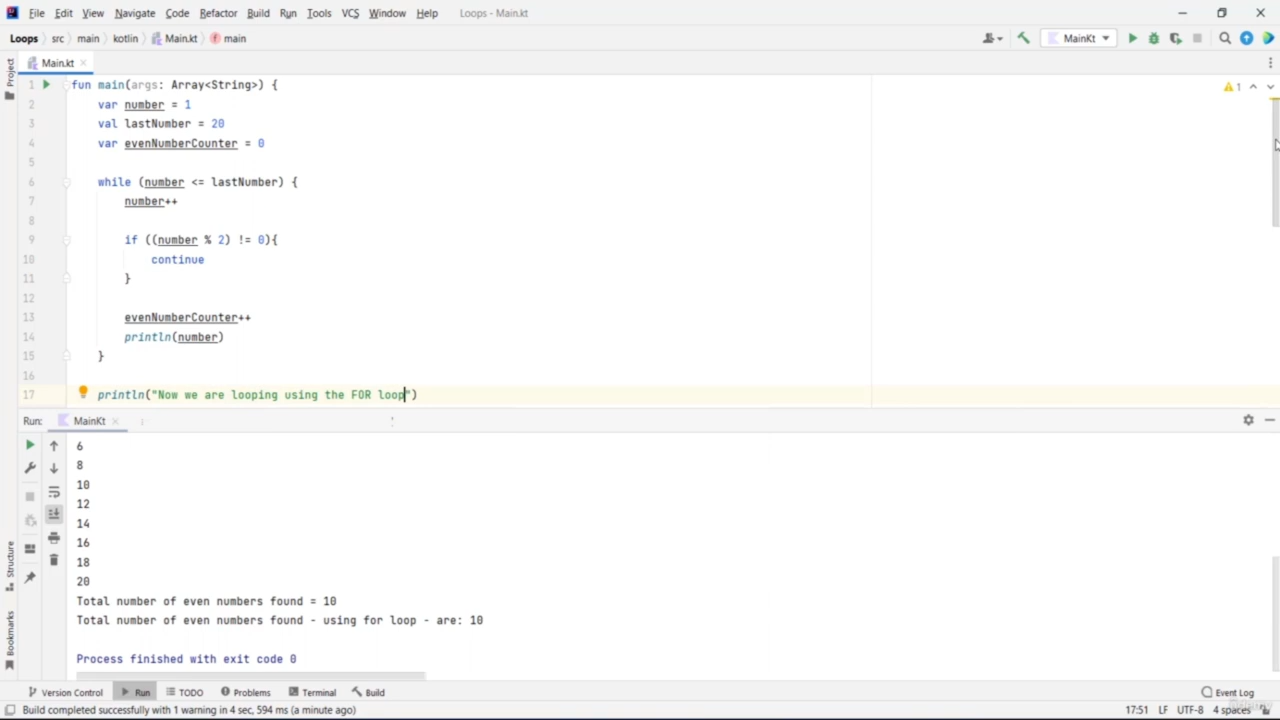 File Edit View Navigate Code Refactor Build Run Tools VCS Window Help Loops - Main.kt
Loops src main kotlin Main.kt main MainKt
Project
Main.kt
1 fun main(args: Array<String>) { 1
2 var number = 1
3 val lastNumber = 20
4 var evenNumberCounter = 0
5
6 while (number <= lastNumber) {
7 number++
8
9 if ((number % 2) != 0){
10 continue
11 }
12
13 evenNumberCounter++
14 println(number)
15 }
16
17 println("Now we are looping using the FOR loop")
Run: MainKt
6
8
10
12
14
16
18
20
Total number of even numbers found = 10
Total number of even numbers found - using for loop - are: 10
Process finished with exit code 0
Structure
Bookmarks
Version Control Run TODO Problems Terminal Build Event Log
Build completed successfully with 1 warning in 4 sec, 594 ms (a minute ago) 17:51 LF UTF-8 4 spaces